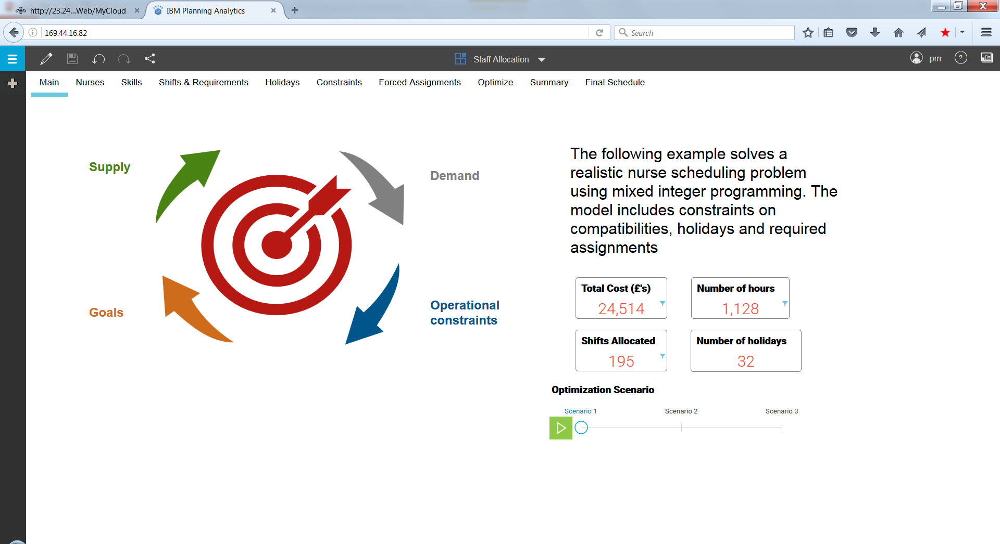 http://23.24...Web/MyCloud
IBM Planning Analytics
169.44.16.82
Search
Staff Allocation
pm
Main Nurses Skills Shifts & Requirements Holidays Constraints Forced Assignments Optimize Summary Final Schedule
Supply
Demand
Goals
Operational
constraints
The following example solves a
realistic nurse scheduling problem
using mixed integer programming. The
model includes constraints on
compatibilities, holidays and required
assignments
Total Cost (£'s)
24,514
Number of hours
1,128
Shifts Allocated
195
Number of holidays
32
Optimization Scenario
Scenario 1 Scenario 2 Scenario 3